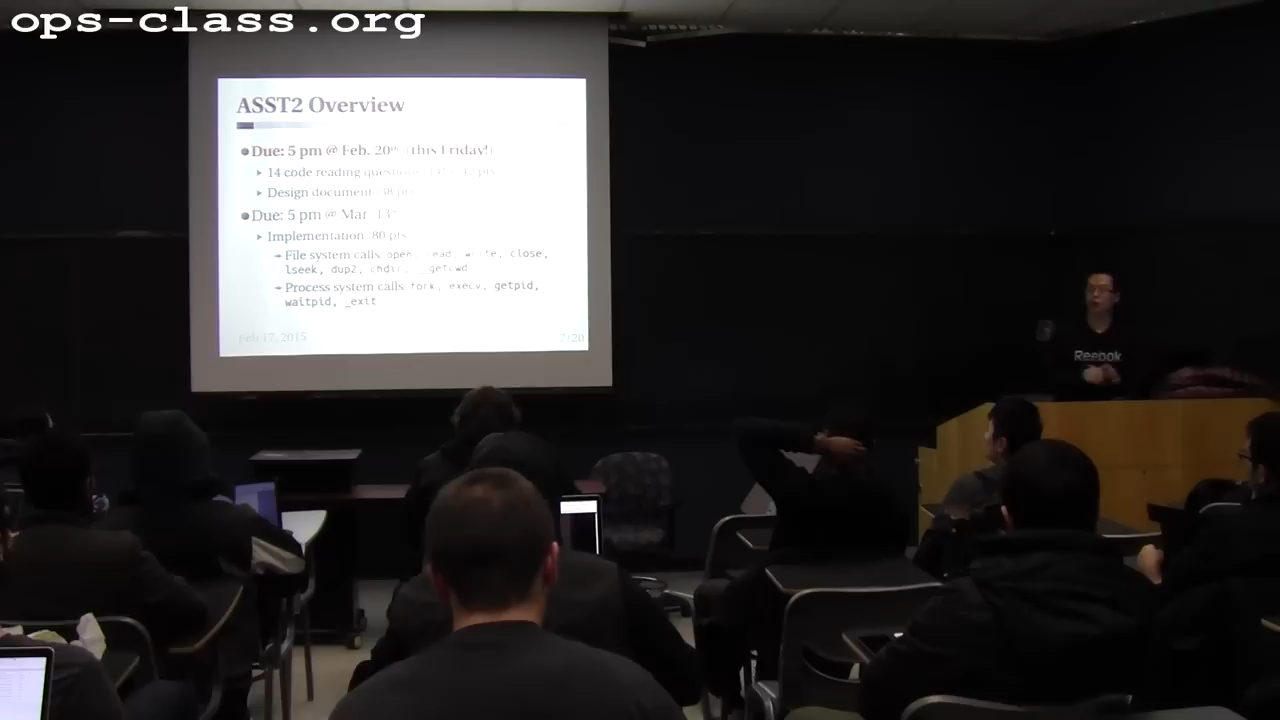 ops-class.org
ASST2 Overview
Due: 5 pm @ Feb. 20th (this Friday!)
14 code reading questions,
Design document,
Due: 5 pm @ Mar. 13th
Implementation, 80 pts
File system calls: open, read, write, close,
lseek, dup2, chdir, __getcwd
Process system calls: fork, execv, getpid,
waitpid, _exit
Feb 17, 2015
7/20
Reebok